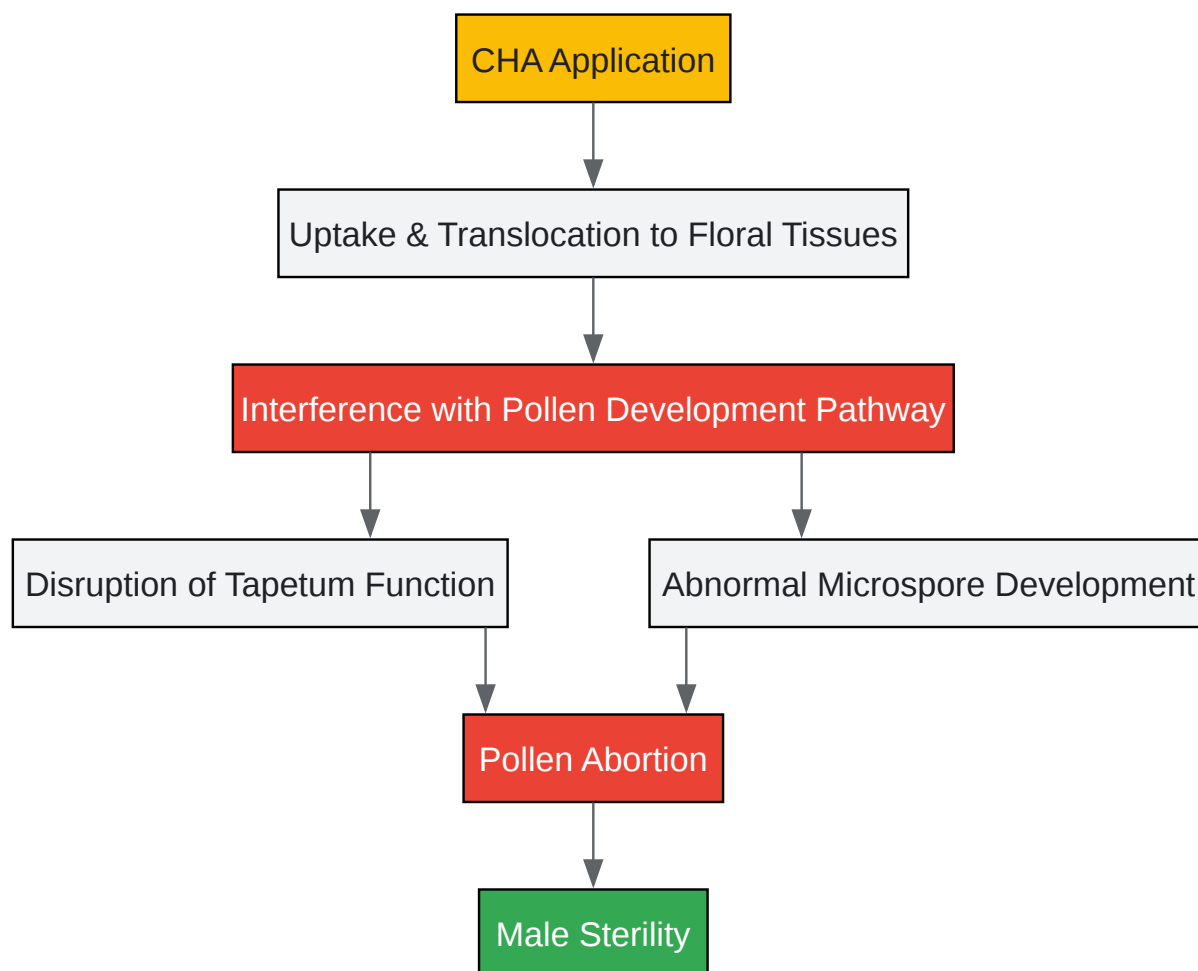 CHA Application
Uptake & Translocation to Floral Tissues
Interference with Pollen Development Pathway
Disruption of Tapetum Function
Abnormal Microspore Development
Pollen Abortion
Male Sterility